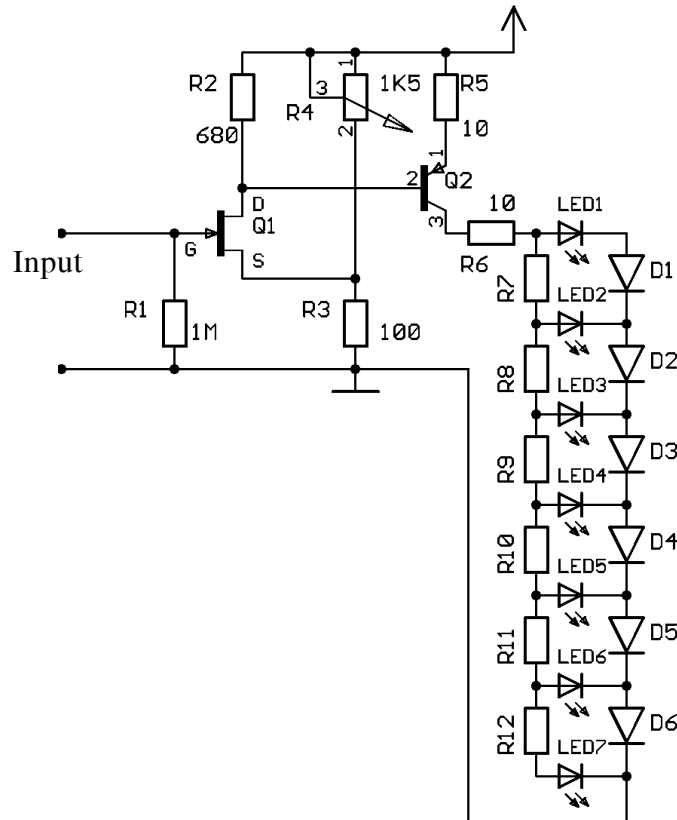 R2
680
3
R4
1
1K5
2
R5
10
1
2
Q2
3
D
Q1
G
S
Input
R1
1M
R3
100
10
R6
LED1
D1
R7
LED2
D2
R8
LED3
D3
R9
LED4
D4
R10
LED5
D5
R11
LED6
D6
R12
LED7